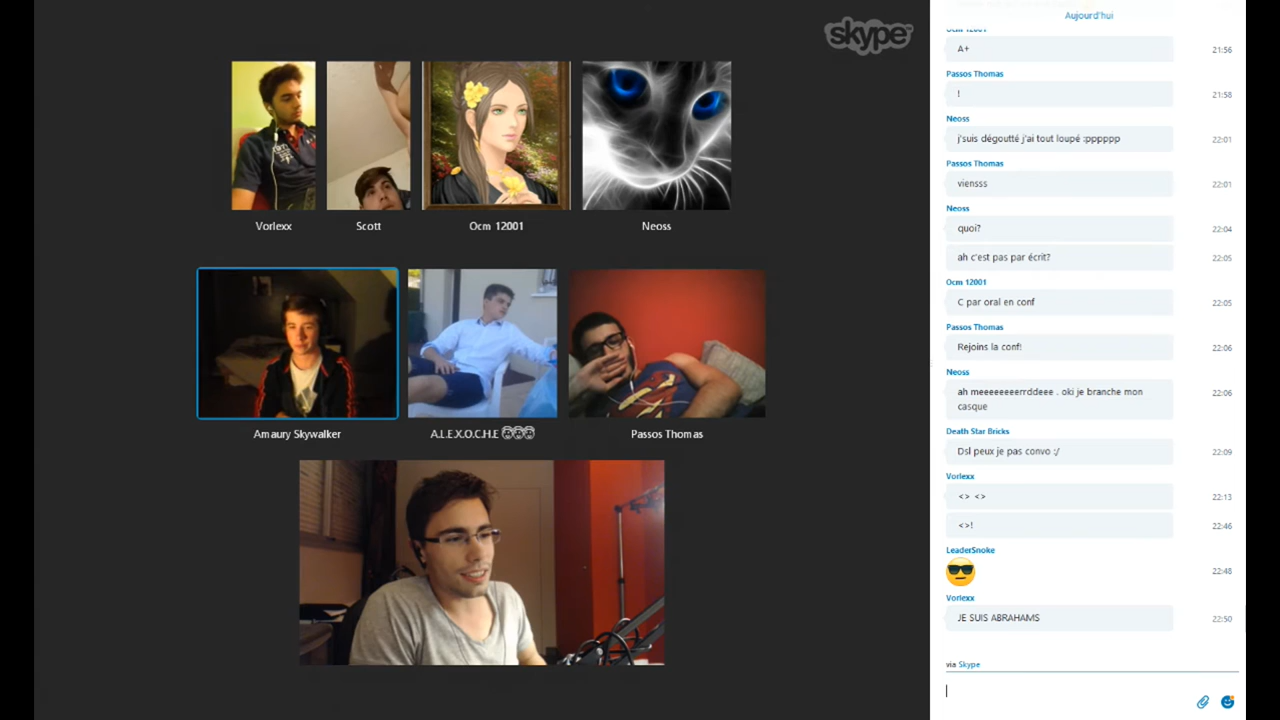 skype
Vorlexx
Scott
Ocm 12001
Neoss
Amaury Skywalker
A.L.E.X.O.C.H.E
Passos Thomas
Aujourd'hui
Ocm 12001
A+
21:56
Passos Thomas
!
21:58
Neoss
j'suis dégoutté j'ai tout loupé :pppppp
22:01
Passos Thomas
viensss
22:01
Neoss
quoi?
22:04
ah c'est pas par écrit?
22:05
Ocm 12001
C par oral en conf
22:05
Passos Thomas
Rejoins la conf!
22:06
Neoss
ah meeeeeeeerrddeee . oki je branche mon
casque
22:06
Death Star Bricks
Dsl peux je pas convo :/
22:09
Vorlexx
<> <>
22:13
<>!
22:46
LeaderSnoke
22:48
Vorlexx
JE SUIS ABRAHAMS
22:50
via Skype